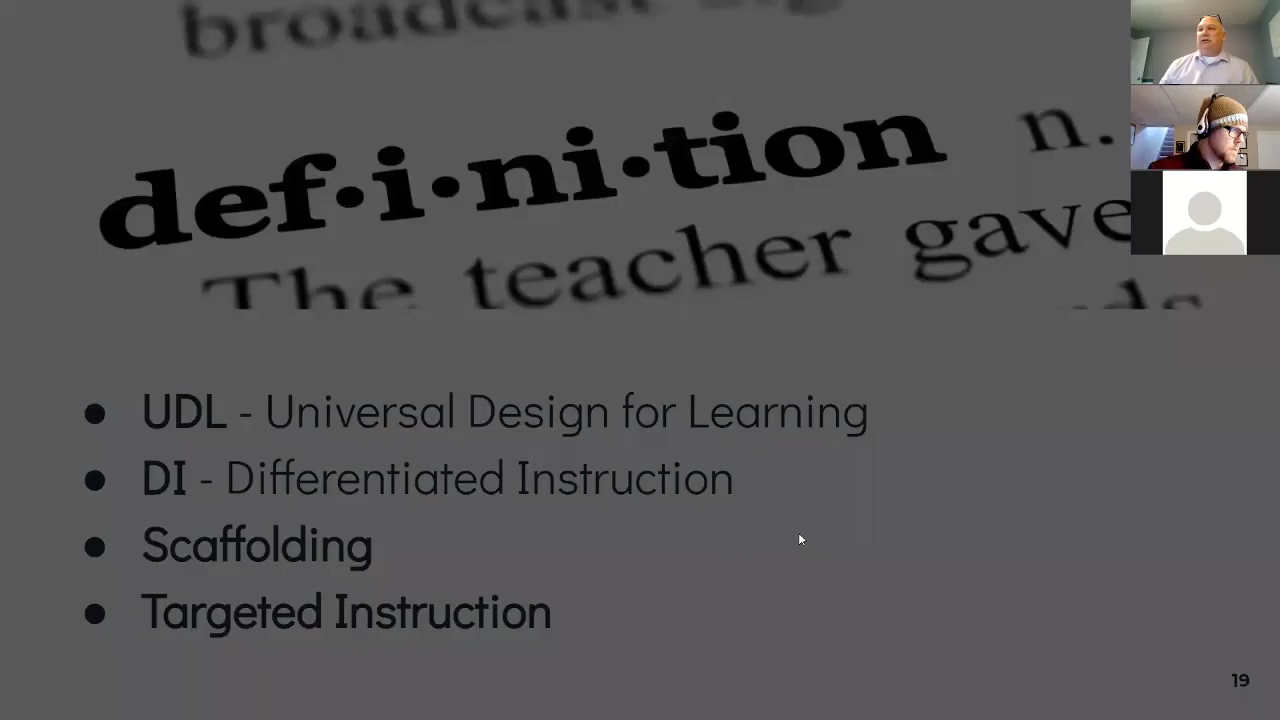 broadcast
def·i·ni·tion n.
The teacher gave
● UDL - Universal Design for Learning
● DI - Differentiated Instruction
● Scaffolding
● Targeted Instruction
19